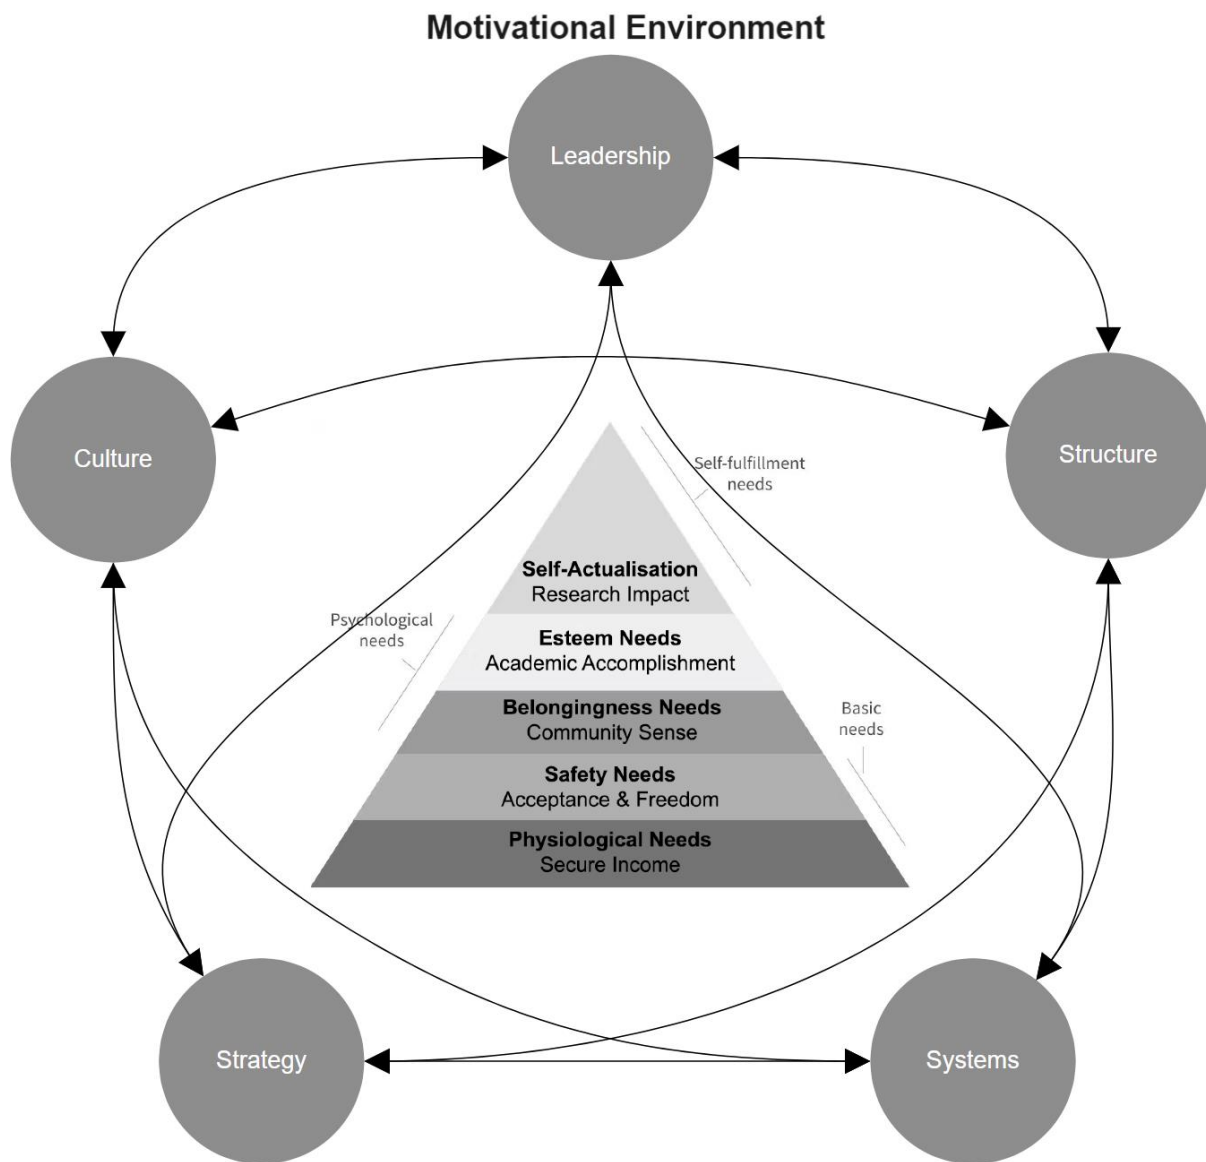 Motivational Environment
Leadership
Culture
Structure
Self-fulfillment
needs
Self-Actualisation
Research Impact
Psychological
needs
Esteem Needs
Academic Accomplishment
Belongingness Needs
Community Sense
Basic
needs
Safety Needs
Acceptance & Freedom
Physiological Needs
Secure Income
Strategy
Systems